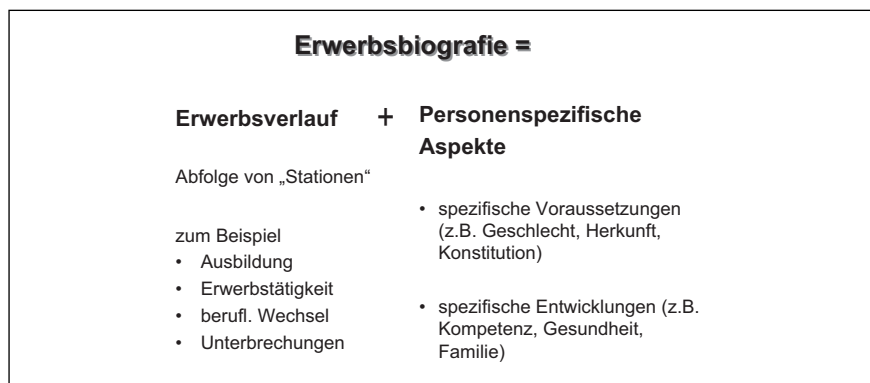 Erwerbsbiografie =
Erwerbsverlauf + Personenspezifische
Aspekte
Abfolge von „Stationen“
zum Beispiel
• Ausbildung
• Erwerbstätigkeit
• berufl. Wechsel
• Unterbrechungen
• spezifische Voraussetzungen
(z.B. Geschlecht, Herkunft,
Konstitution)
• spezifische Entwicklungen (z.B.
Kompetenz, Gesundheit,
Familie)